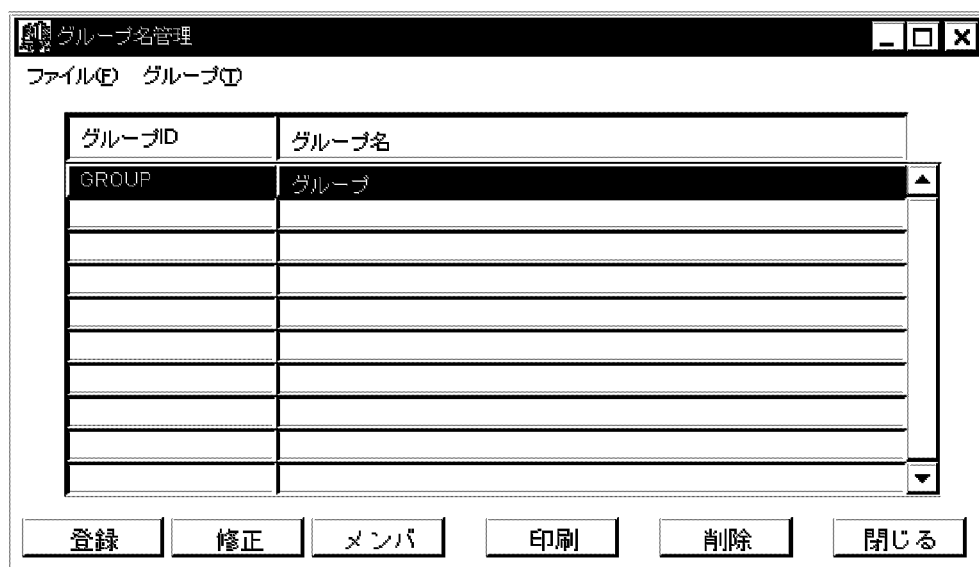 グループ名管理
ファイル(F) グループ(T)
グループID グループ名
GROUP グループ
登録 修正 メンバ 印刷 削除 閉じる